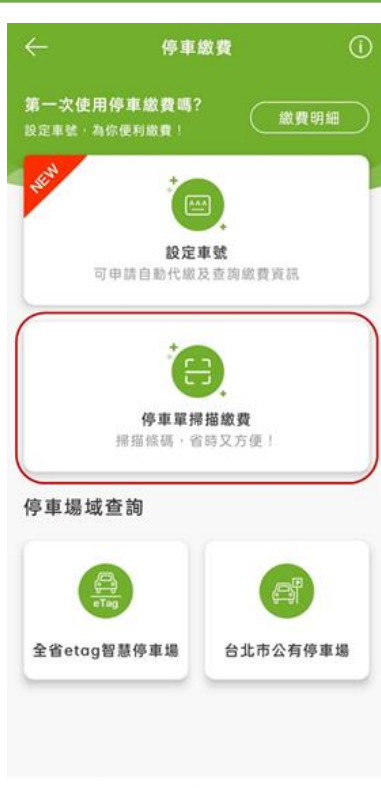 停車繳費
第一次使用停車繳費嗎?
設定車號，為你便利繳費！
繳費明細
NEW
AAA
設定車號
可申請自動代繳及查詢繳費資訊
停車單掃描繳費
掃描條碼，省時又方便！
停車場域查詢
eTag
P
全省etag智慧停車場
台北市公有停車場